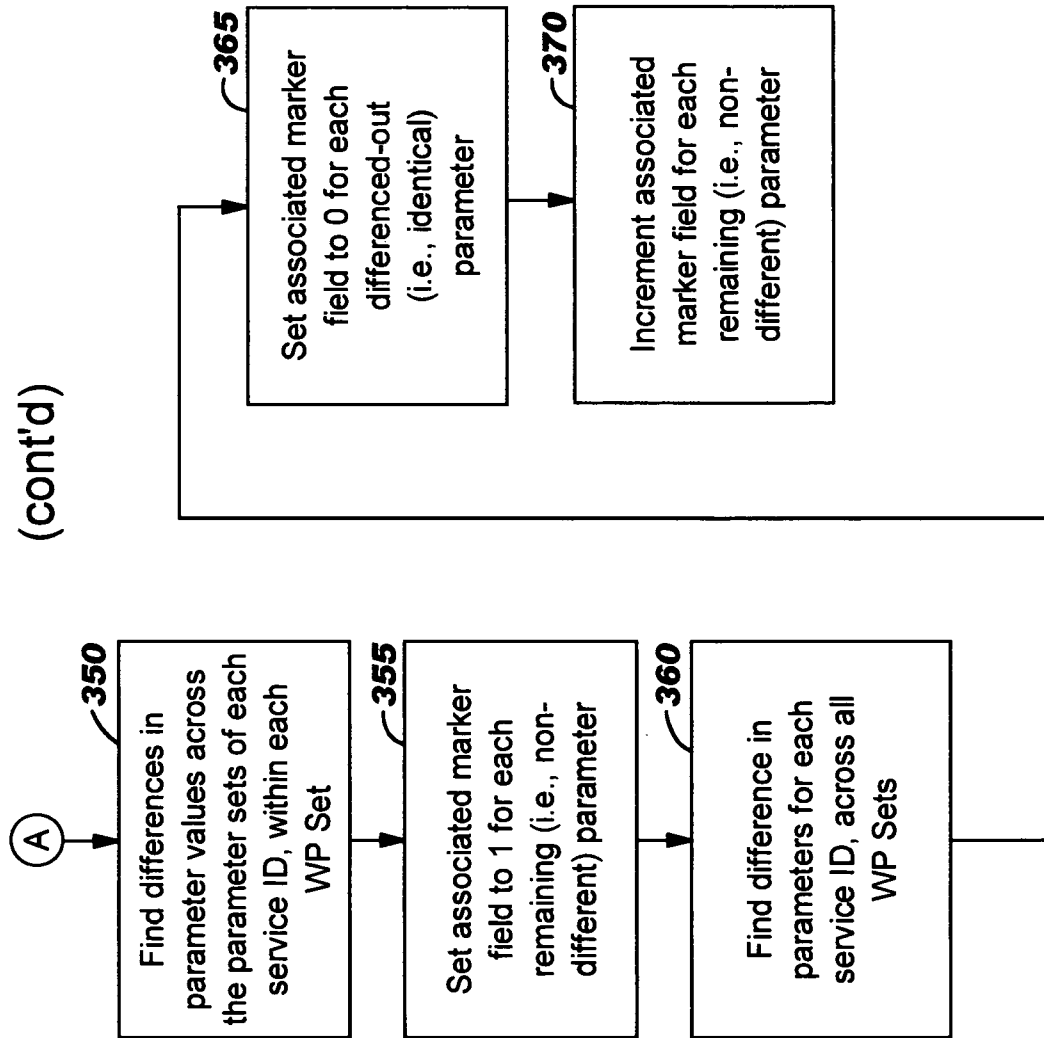 (cont'd)
A
350
Find differences in
parameter values across
the parameter sets of each
service ID, within each
WP Set
355
Set associated marker
field to 1 for each
remaining (i.e., non-
different) parameter
360
Find difference in
parameters for each
service ID, across all
WP Sets
365
Set associated marker
field to 0 for each
differenced-out
(i.e., identical)
parameter
370
Increment associated
marker field for each
remaining (i.e., non-
different) parameter